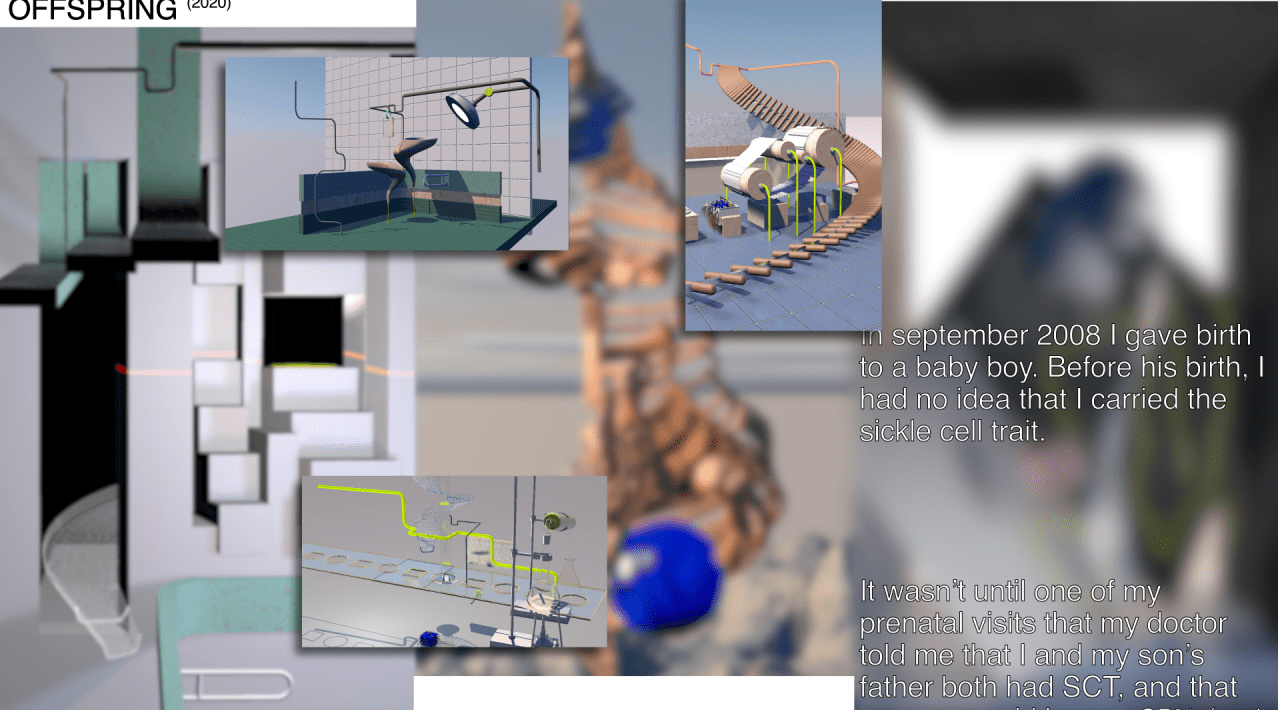 OFFSPRING (2020)
In september 2008 I gave birth
to a baby boy. Before his birth, I
had no idea that I carried the
sickle cell trait.
It wasn’t until one of my
prenatal visits that my doctor
told me that I and my son’s
father both had SCT, and that